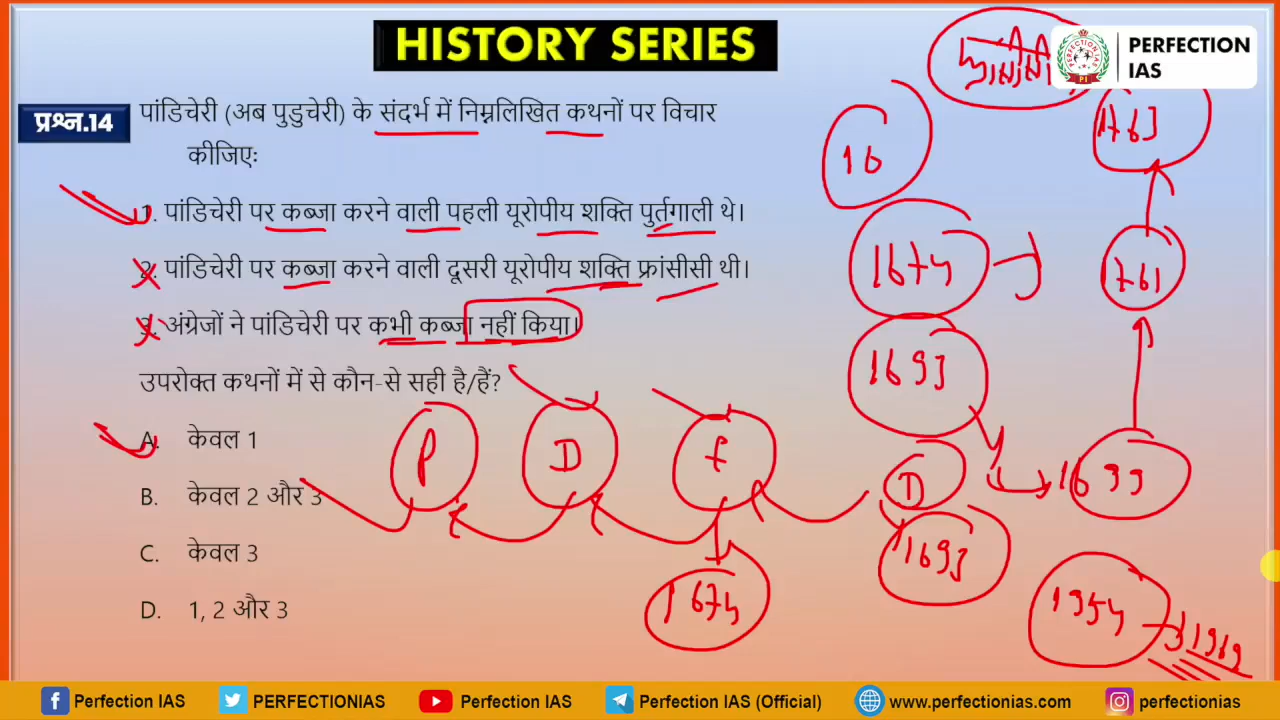 HISTORY SERIES
PERFECTION
IAS
प्रश्न.14
पांडिचेरी (अब पुडुचेरी) के संदर्भ में निम्नलिखित कथनों पर विचार
कीजिएः
1. पांडिचेरी पर कब्जा करने वाली पहली यूरोपीय शक्ति पुर्तगाली थे।
2. पांडिचेरी पर कब्जा करने वाली दूसरी यूरोपीय शक्ति फ्रांसीसी थी।
3. अंग्रेजों ने पांडिचेरी पर कभी कब्जा नहीं किया।
उपरोक्त कथनों में से कौन-से सही है/हैं?
A. केवल 1
B. केवल 2 और 3
C. केवल 3
D. 1, 2 और 3
1763
16
1674
1761
1693
P D F D
1699
1693
1674
1954
Perfection IAS PERFECTIONIAS Perfection IAS Perfection IAS (Official) www.perfectionias.com perfectionias